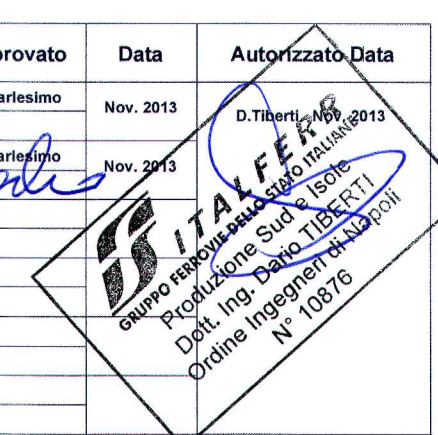 provato Data Autorizzato Data
arlesimo Nov. 2013 D.Tiberti Nov 2013
arlesimo Nov. 2013
ITALFERR
GRUPPO FERROVIE DELLO STATO ITALIANE
Produzione Sud e Isole
Dott. Ing. Dario TIBERTI
Ordine Ingegneri di Napoli
N° 10876